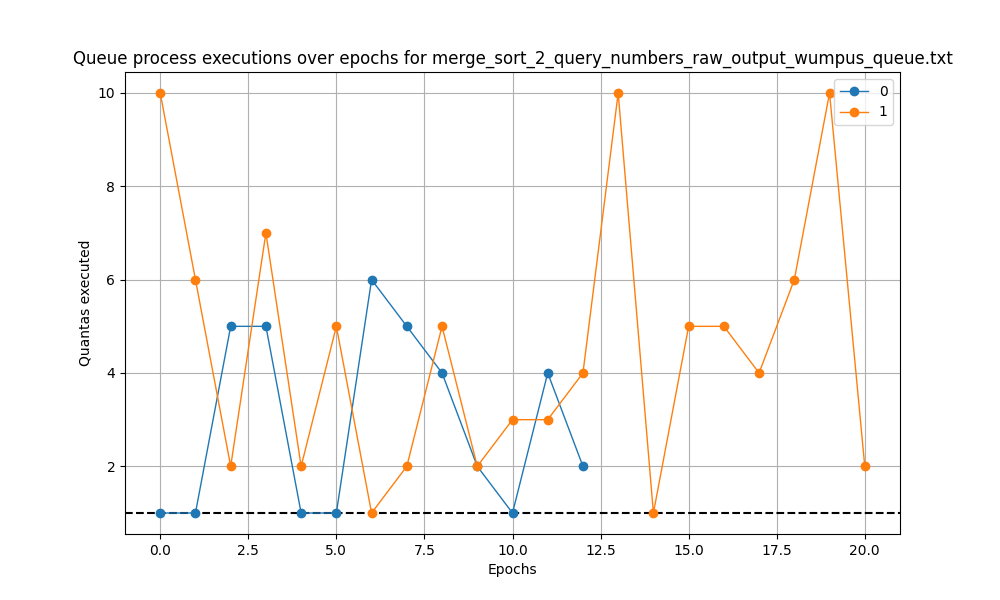 Queue process executions over epochs for merge_sort_2_query_numbers_raw_output_wumpus_queue.txt
0
1
10
8
6
4
2
Quantas executed
0.0 2.5 5.0 7.5 10.0 12.5 15.0 17.5 20.0
Epochs